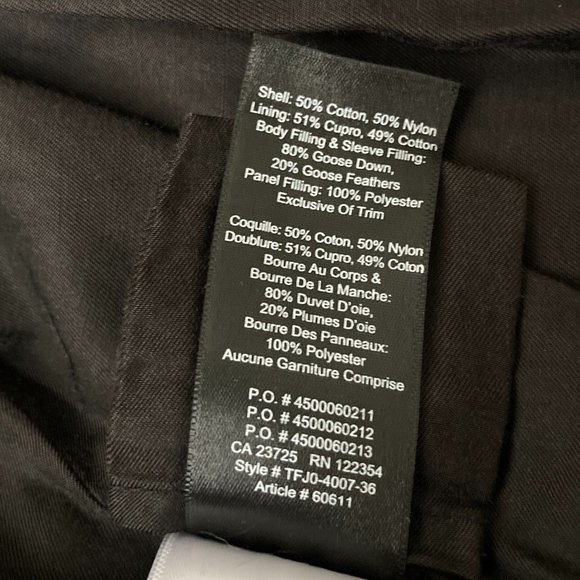 Shell: 50% Cotton, 50% Nylon
Lining: 51% Cupro, 49% Cotton
Body Filling & Sleeve Filling:
80% Goose Down,
20% Goose Feathers
Panel Filling: 100% Polyester
Exclusive Of Trim
Coquille: 50% Coton, 50% Nylon
Doublure: 51% Cupro, 49% Coton
Bourre Au Corps &
Bourre De La Manche:
80% Duvet D'oie,
20% Plumes D'oie
Bourre Des Panneaux:
100% Polyester
Aucune Garniture Comprise
P.O. # 4500060211
P.O. # 4500060212
P.O. # 4500060213
CA 23725 RN 122354
Style # TFJ0-4007-36
Article # 60611